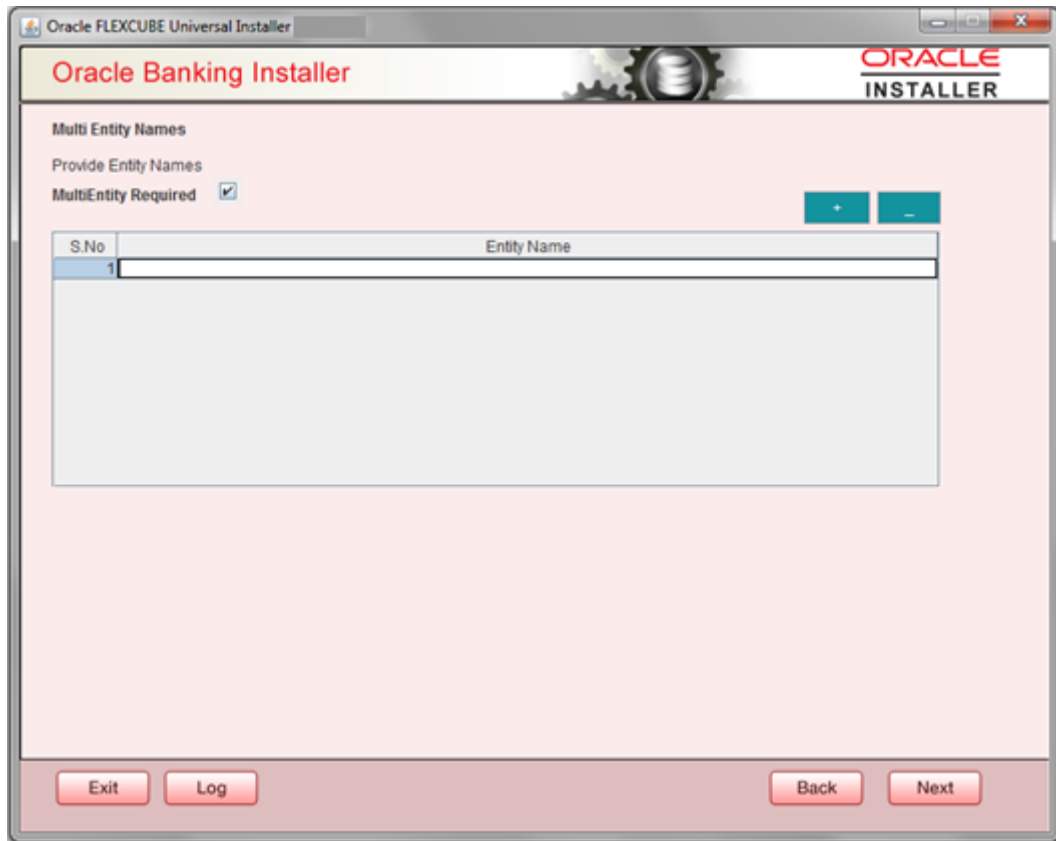 Oracle FLEXCUBE Universal Installer
Oracle Banking Installer
ORACLE
INSTALLER
Multi Entity Names
Provide Entity Names
MultiEntity Required
+ _
S.No Entity Name
1
Exit Log Back Next